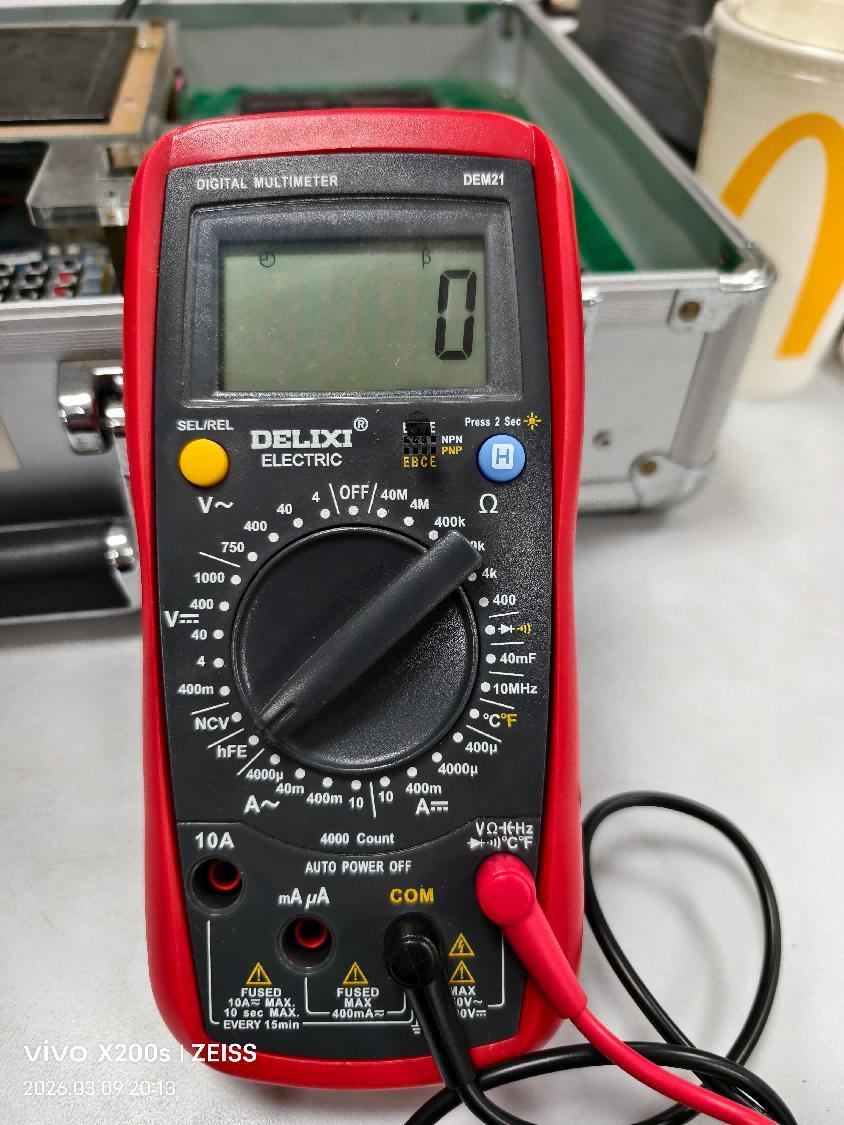 DIGITAL MULTIMETER DEM21
β
0
SEL/REL
DELIXI®
ELECTRIC
EBCE
NPN
PNP
EBCE
Press 2 Sec
H
V~
4
40
400
750
OFF
40M
4M
400k
Ω
k
4k
400
1000
400
V
40
4
400m
NCV
hFE
40mF
10MHz
°C°F
400μ
4000μ
400m
10
A
4000μ
40m
400m
10
A~
10A
4000 Count
AUTO POWER OFF
mA μA
COM
VΩHz
°C°F
FUSED
10A MAX.
10 sec MAX.
EVERY 15min
FUSED
MAX
400mA
MAX
0V~
0V
vivo X200s | ZEISS
2026.03.09 20:13